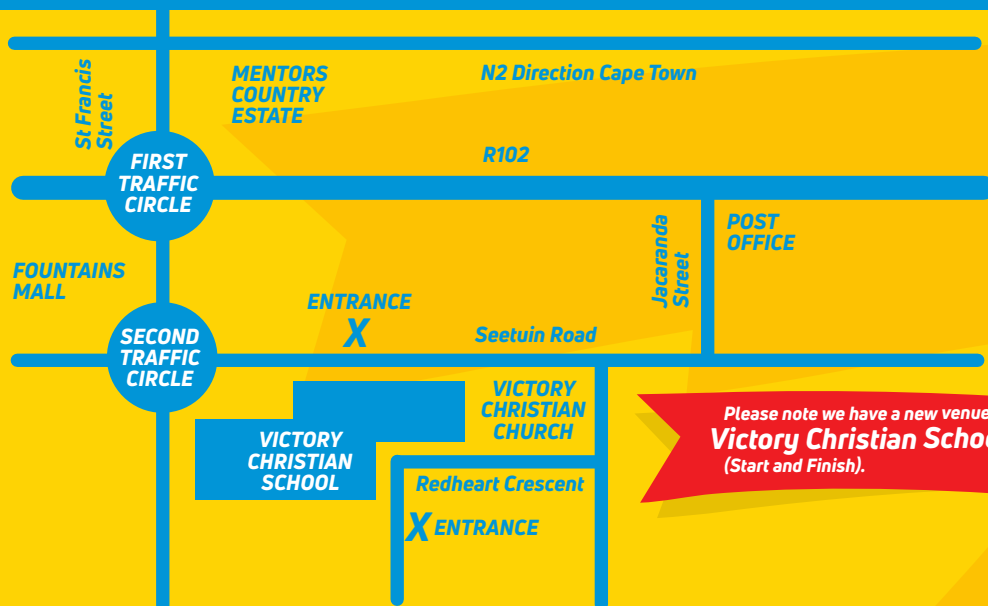 St Francis
Street
MENTORS
COUNTRY
ESTATE
N2 Direction Cape Town
FIRST
TRAFFIC
CIRCLE
R102
FOUNTAINS
MALL
Jacaranda
Street
POST
OFFICE
ENTRANCE
X
SECOND
TRAFFIC
CIRCLE
Seetuin Road
VICTORY
CHRISTIAN
SCHOOL
VICTORY
CHRISTIAN
CHURCH
Redheart Crescent
X ENTRANCE
Please note we have a new venue
Victory Christian Schoo
(Start and Finish).